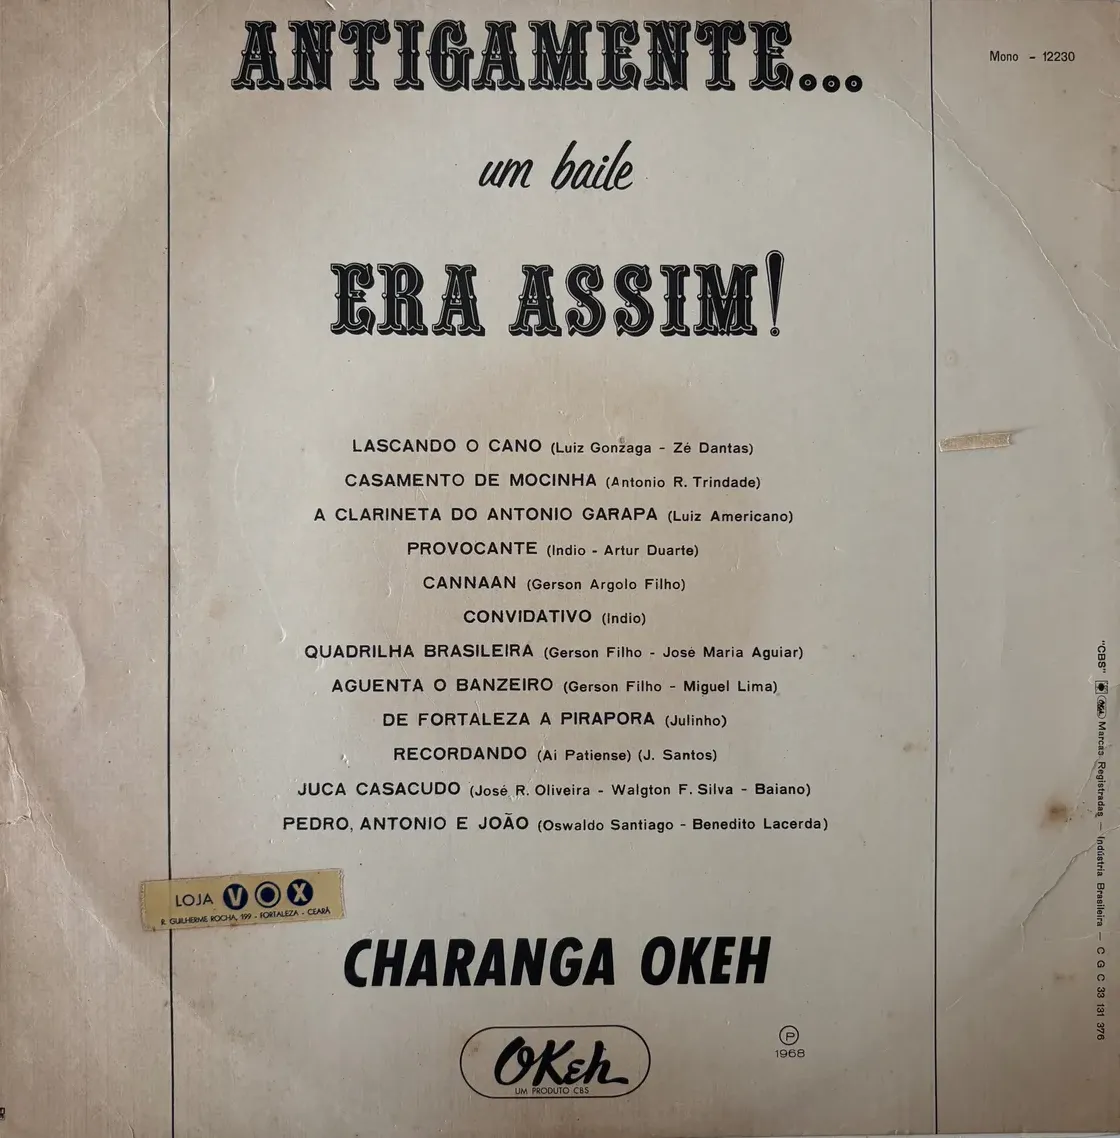 ANTIGAMENTE...
Mono - 12230
um baile
ERA ASSIM!
LASCANDO O CANO (Luiz Gonzaga - Zé Dantas)
CASAMENTO DE MOCINHA (Antonio R. Trindade)
A CLARINETA DO ANTONIO GARAPA (Luiz Americano)
PROVOCANTE (Indio - Artur Duarte)
CANNAAN (Gerson Argolo Filho)
CONVIDATIVO (Indio)
QUADRILHA BRASILEIRA (Gerson Filho - José Maria Aguiar)
AGUENTA O BANZEIRO (Gerson Filho - Miguel Lima)
DE FORTALEZA A PIRAPORA (Julinho)
RECORDANDO (Ai Patiense) (J. Santos)
JUCA CASACUDO (José R. Oliveira - Walgton F. Silva - Baiano)
PEDRO, ANTONIO E JOÃO (Oswaldo Santiago - Benedito Lacerda)
LOJA VOX
R. GUILHERME ROCHA, 199 - FORTALEZA - CEARÁ
CHARANGA OKEH
OKeh
UM PRODUTO CBS
P
1968
"CBS" Marcas Registradas — Indústria Brasileira — C G C 33 131 376